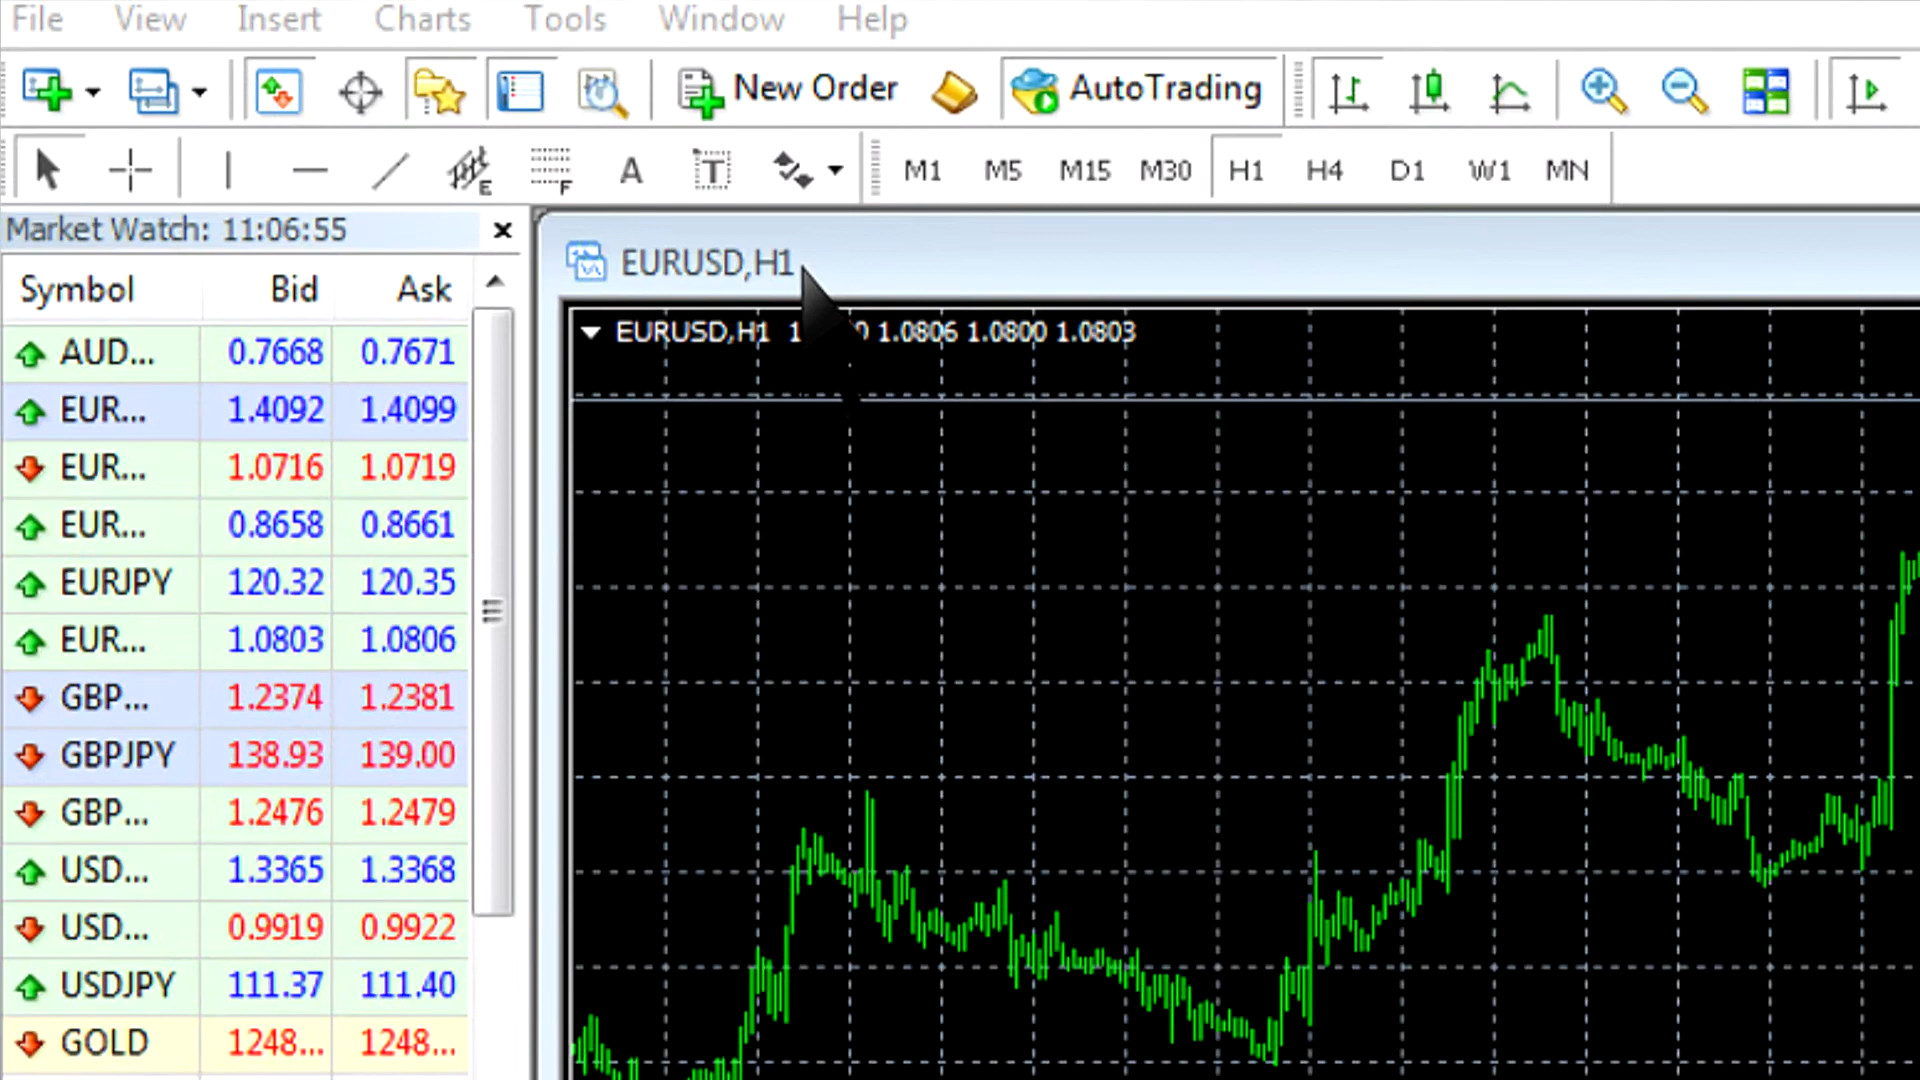 File View Insert Charts Tools Window Help
New Order AutoTrading
E F A T M1 M5 M15 M30 H1 H4 D1 W1 MN
Market Watch: 11:06:55
EURUSD,H1
Symbol Bid Ask
EURUSD,H1 1.0806 1.0800 1.0803
AUD... 0.7668 0.7671
EUR... 1.4092 1.4099
EUR... 1.0716 1.0719
EUR... 0.8658 0.8661
EURJPY 120.32 120.35
EUR... 1.0803 1.0806
GBP... 1.2374 1.2381
GBPJPY 138.93 139.00
GBP... 1.2476 1.2479
USD... 1.3365 1.3368
USD... 0.9919 0.9922
USDJPY 111.37 111.40
GOLD 1248... 1248...